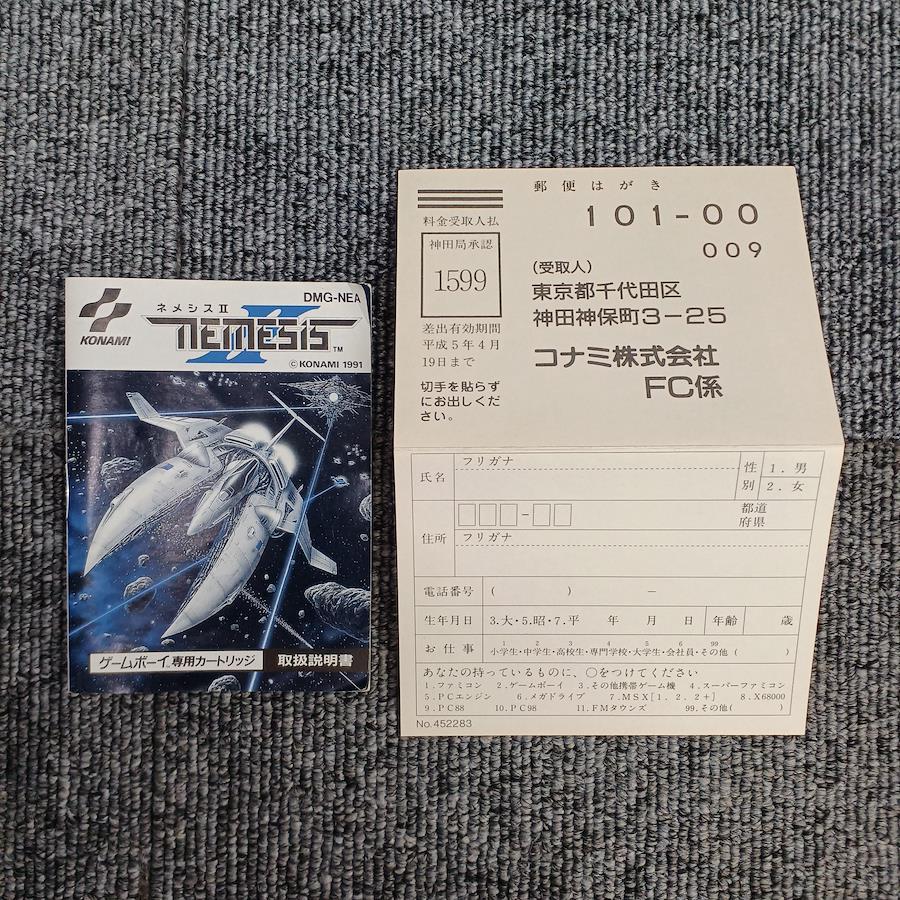 KONAMI
DMG-NEA
ネメシスⅡ
NEMESIS II ™
©KONAMI 1991
ゲームボーイ専用カートリッジ
取扱説明書
郵便はがき
101-00
009
料金受取人払
神田局承認
1599
差出有効期間
平成5年4月
19日まで
切手を貼らず
にお出しくだ
さい。
(受取人)
東京都千代田区
神田神保町3-25
コナミ株式会社
FC係
氏名
フリガナ
性別
1.男
2.女
住所
-
都道
府県
フリガナ
電話番号 ( ) -
生年月日 3.大・5.昭・7.平 年 月 日 年齢 歳
お仕事
1 2 3 4 5 6 99
小学生・中学生・高校生・専門学校・大学生・会社員・その他( )
あなたの持っているものに、○をつけてください
1.ファミコン 2.ゲームボーイ 3.その他携帯ゲーム機 4.スーパーファミコン
5.PCエンジン 6.メガドライブ 7.MSX[1.2.2+] 8.X68000
9.PC88 10.PC98 11.FMタウンズ 99.その他( )
No.452283